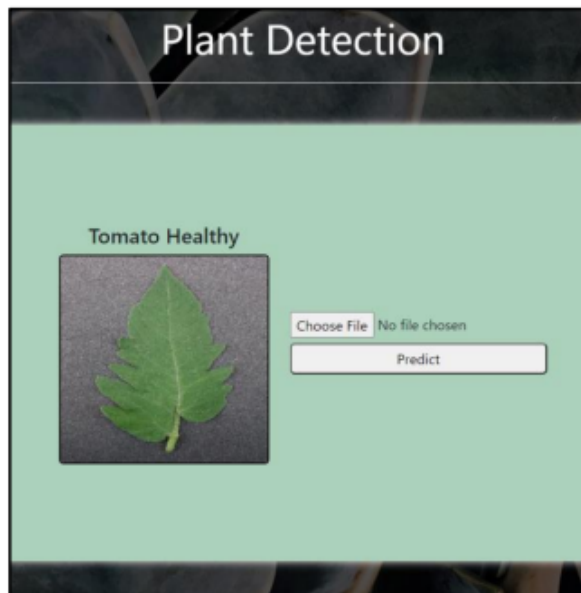 Plant Detection
Tomato Healthy
Choose File No file chosen
Predict